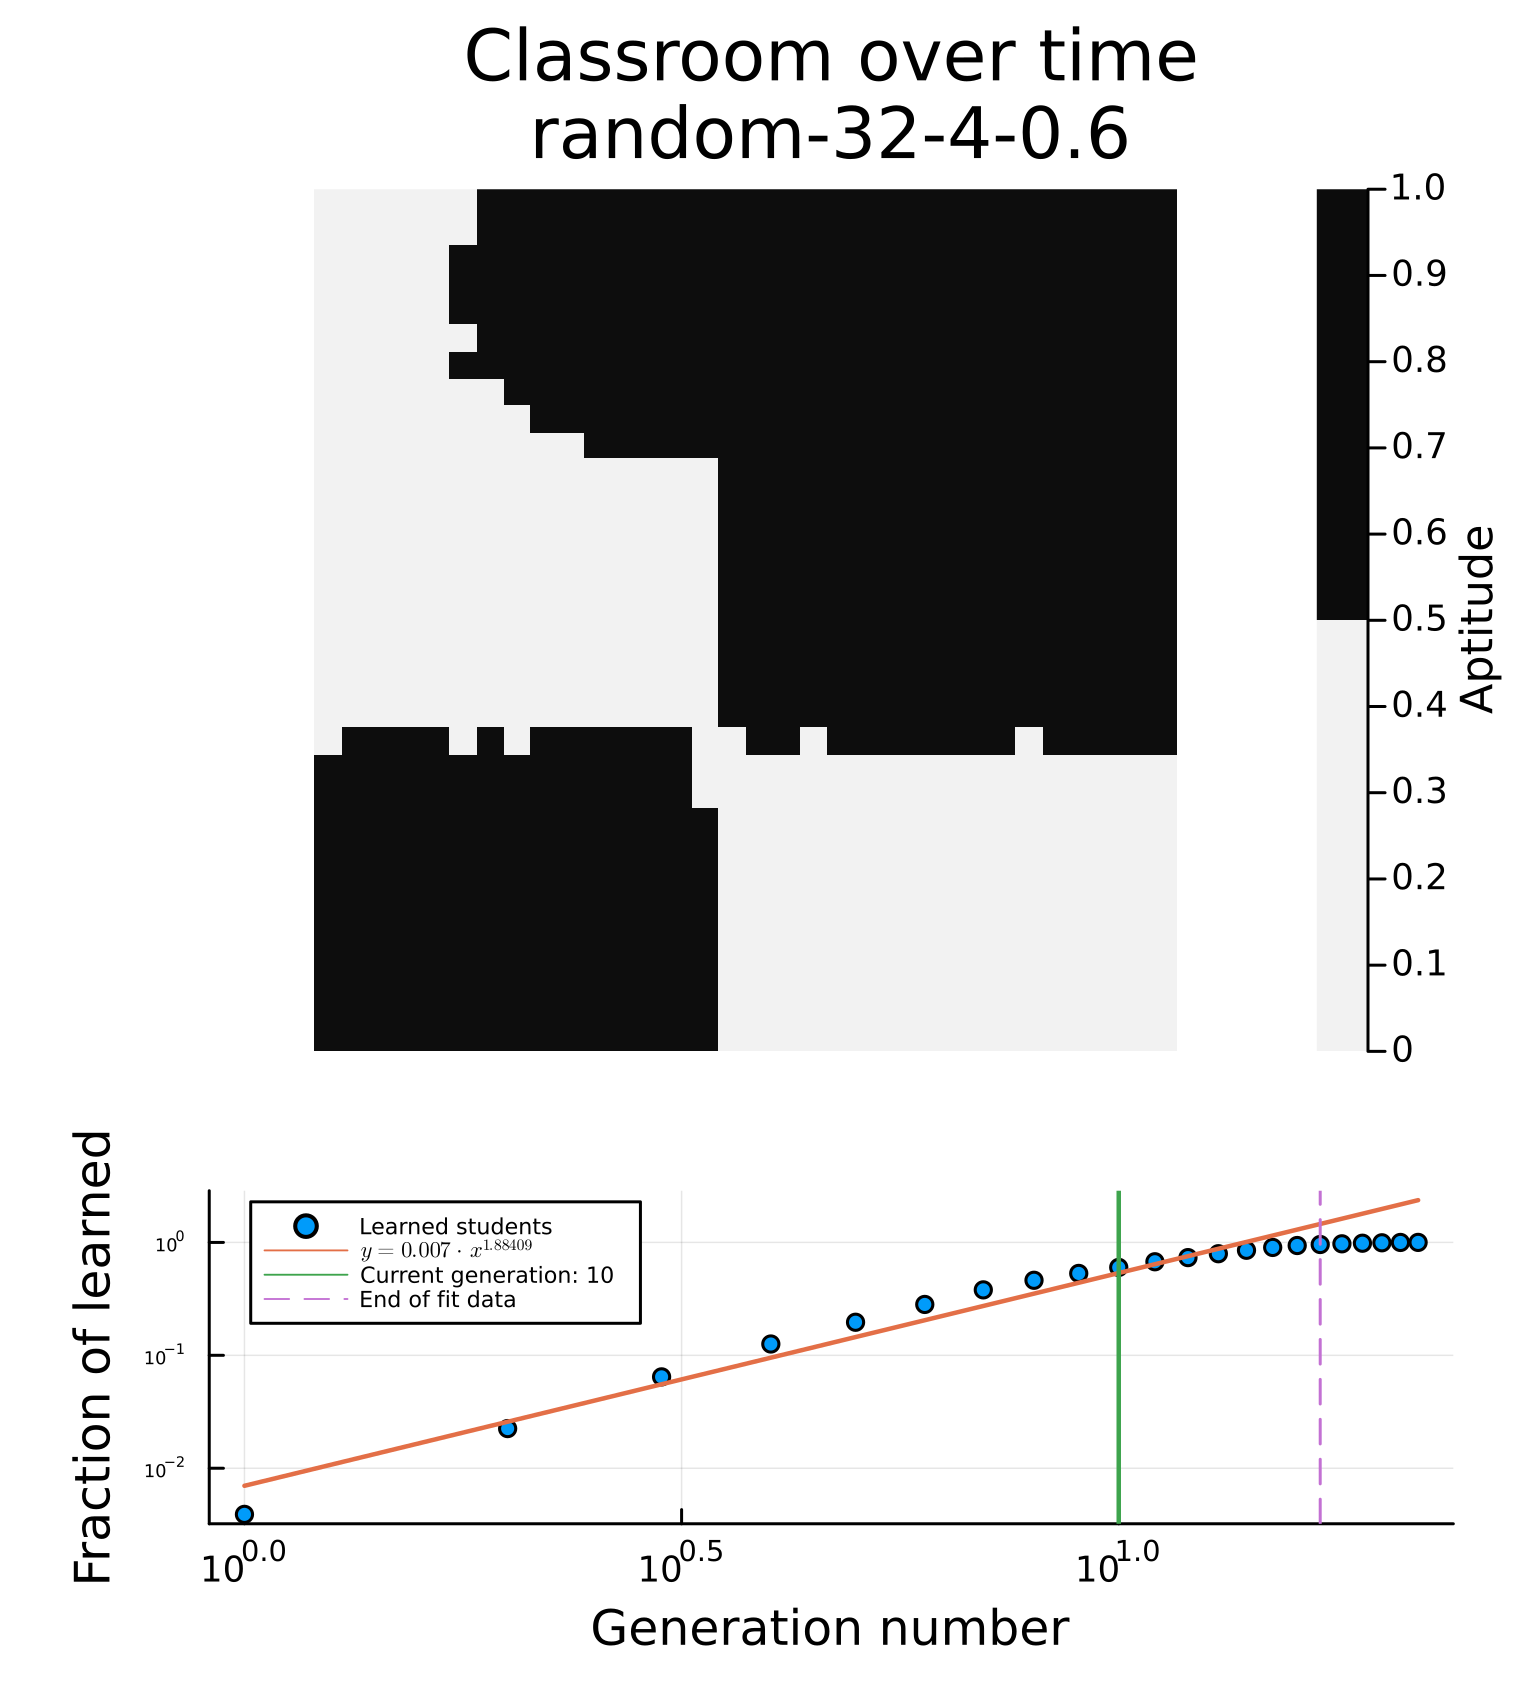 Classroom over time
random-32-4-0.6
1.0
0.9
0.8
0.7
0.6
0.5
0.4
0.3
0.2
0.1
0
Aptitude
Fraction of learned
10⁰
10⁻¹
10⁻²
Learned students
y = 0.007 · x^1.88409
Current generation: 10
End of fit data
10^0.0
10^0.5
10^1.0
Generation number